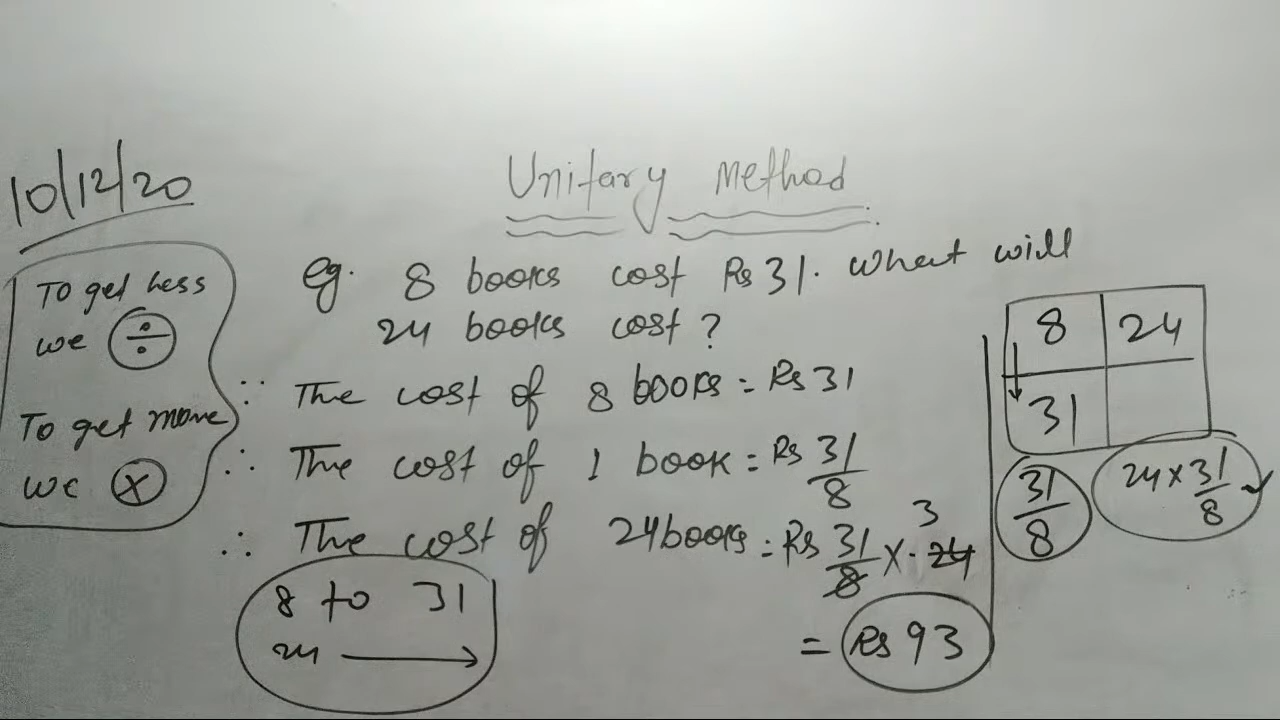 10/12/20
Unitary Method
To get Less
we ÷
To get more
we ×
eg. 8 books cost Rs 31. What will
24 books cost?
∵ The cost of 8 books = Rs 31
∴ The cost of 1 book = Rs 31/8
∴ The cost of 24 books = Rs 31/8 × 24 3
= Rs 93
8 to 31
24 →
8 24
31
31/8
24 × 31/8 ✓